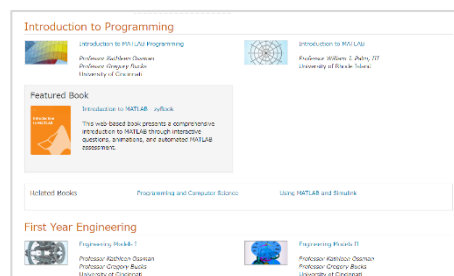 Introduction to Programming
Introduction to MATLAB Programming
Professor Kathleen Ossman
Professor Gregory Bucks
University of Cincinnati
Introduction to MATLAB
Professor William J. Palm, III
University of Rhode Island
Featured Book
Introduction to MATLAB - zyBook
This web-based book presents a comprehensive
introduction to MATLAB through interactive
questions, animations, and automated MATLAB
assessment.
Related Books
Programming and Computer Science
Using MATLAB and Simulink
First Year Engineering
Engineering Models I
Professor Kathleen Ossman
Professor Gregory Bucks
University of Cincinnati
Engineering Models II
Professor Kathleen Ossman
Professor Gregory Bucks
University of Cincinnati